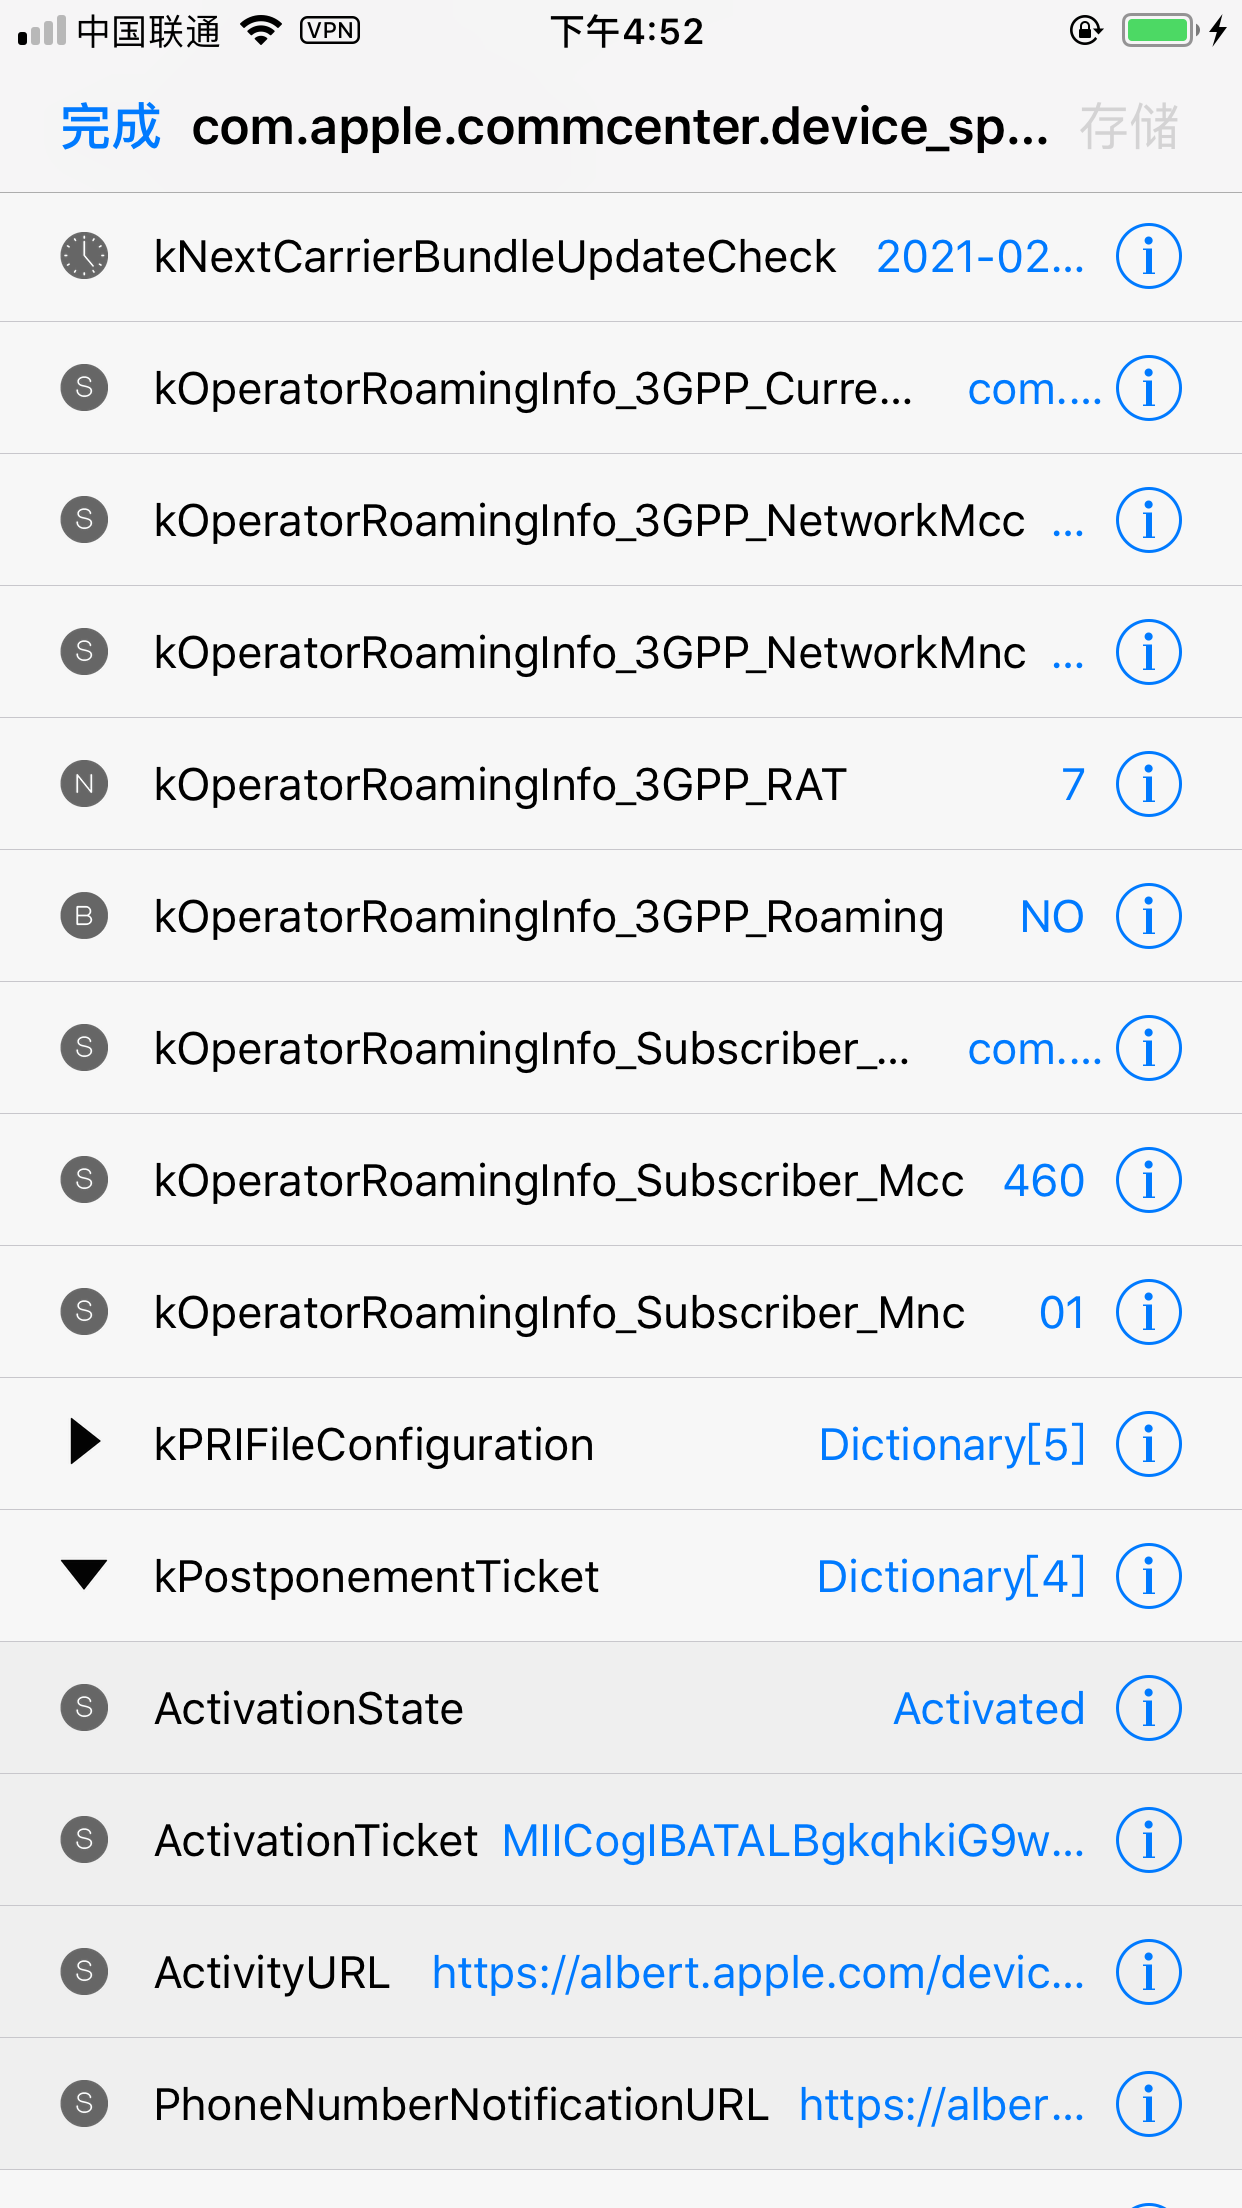 中国联通 VPN 下午4:52
完成 com.apple.commcenter.device_sp... 存储
kNextCarrierBundleUpdateCheck 2021-02...
S kOperatorRoamingInfo_3GPP_Curre... com....
S kOperatorRoamingInfo_3GPP_NetworkMcc ...
S kOperatorRoamingInfo_3GPP_NetworkMnc ...
N kOperatorRoamingInfo_3GPP_RAT 7
B kOperatorRoamingInfo_3GPP_Roaming NO
S kOperatorRoamingInfo_Subscriber_... com....
S kOperatorRoamingInfo_Subscriber_Mcc 460
S kOperatorRoamingInfo_Subscriber_Mnc 01
kPRIFileConfiguration Dictionary[5]
kPostponementTicket Dictionary[4]
S ActivationState Activated
S ActivationTicket MIICogIBATALBgkqhkiG9w...
S ActivityURL https://albert.apple.com/devic...
S PhoneNumberNotificationURL https://alber...